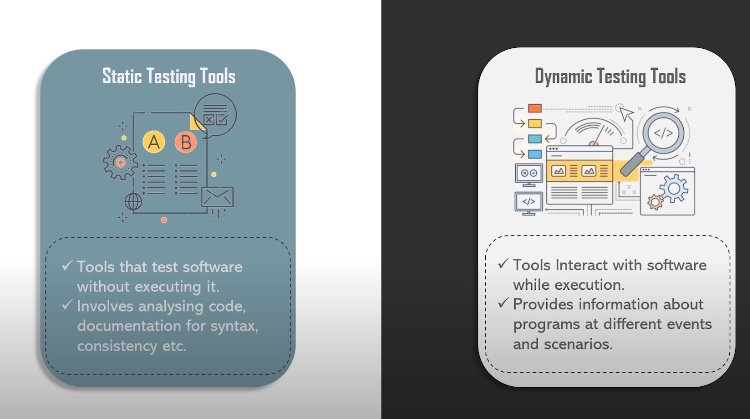 Static Testing Tools
A B
✓ Tools that test software
without executing it.
✓ Involves analysing code,
documentation for syntax,
consistency etc.
Dynamic Testing Tools
</>
</>
✓ Tools Interact with software
while execution.
✓ Provides information about
programs at different events
and scenarios.